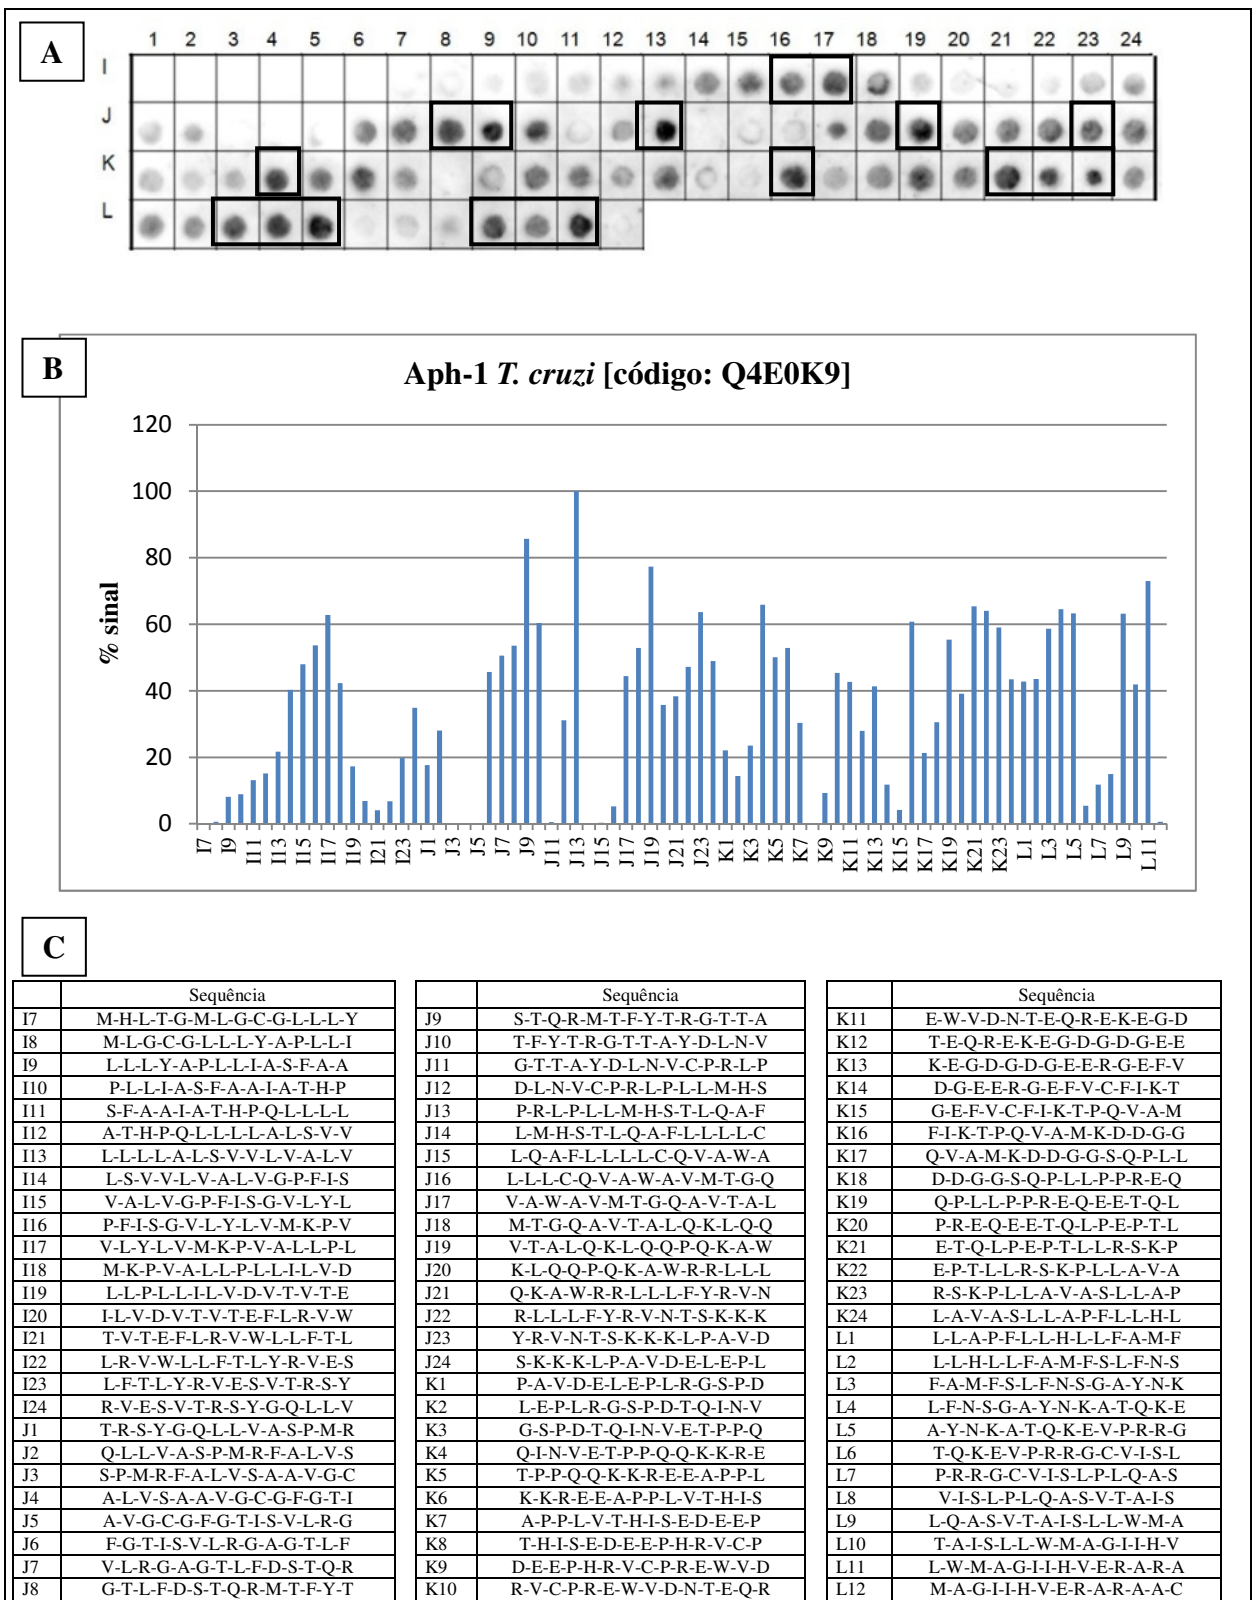 A
1 2 3 4 5 6 7 8 9 10 11 12 13 14 15 16 17 18 19 20 21 22 23 24
I
J
K
L
B
Aph-1 T. cruzi [código: Q4E0K9]
120
100
80
60
40
20
0
% sinal
I7 I9 I11 I13 I15 I17 I19 I21 I23 J1 J3 J5 J7 J9 J11 J13 J15 J17 J19 J21 J23 K1 K3 K5 K7 K9 K11 K13 K15 K17 K19 K21 K23 L1 L3 L5 L7 L9 L11
C
Sequência
I7 M-H-L-T-G-M-L-G-C-G-L-L-L-Y
I8 M-L-G-C-G-L-L-L-Y-A-P-L-L-I
I9 L-L-L-Y-A-P-L-L-I-A-S-F-A-A
I10 P-L-L-I-A-S-F-A-A-I-A-T-H-P
I11 S-F-A-A-I-A-T-H-P-Q-L-L-L-L
I12 A-T-H-P-Q-L-L-L-L-A-L-S-V-V
I13 L-L-L-L-A-L-S-V-V-L-V-A-L-V
I14 L-S-V-V-L-V-A-L-V-G-P-F-I-S
I15 V-A-L-V-G-P-F-I-S-G-V-L-Y-L
I16 P-F-I-S-G-V-L-Y-L-V-M-K-P-V
I17 V-L-Y-L-V-M-K-P-V-A-L-L-P-L
I18 M-K-P-V-A-L-L-P-L-L-I-L-V-D
I19 L-L-P-L-L-I-L-V-D-V-T-V-T-E
I20 I-L-V-D-V-T-V-T-E-F-L-R-V-W
I21 T-V-T-E-F-L-R-V-W-L-L-F-T-L
I22 L-R-V-W-L-L-F-T-L-Y-R-V-E-S
I23 L-F-T-L-Y-R-V-E-S-V-T-R-S-Y
I24 R-V-E-S-V-T-R-S-Y-G-Q-L-L-V
J1 T-R-S-Y-G-Q-L-L-V-A-S-P-M-R
J2 Q-L-L-V-A-S-P-M-R-F-A-L-V-S
J3 S-P-M-R-F-A-L-V-S-A-A-V-G-C
J4 A-L-V-S-A-A-V-G-C-G-F-G-T-I
J5 A-V-G-C-G-F-G-T-I-S-V-L-R-G
J6 F-G-T-I-S-V-L-R-G-A-G-T-L-F
J7 V-L-R-G-A-G-T-L-F-D-S-T-Q-R
J8 G-T-L-F-D-S-T-Q-R-M-T-F-Y-T
Sequência
J9 S-T-Q-R-M-T-F-Y-T-R-G-T-T-A
J10 T-F-Y-T-R-G-T-T-A-Y-D-L-N-V
J11 G-T-T-A-Y-D-L-N-V-C-P-R-L-P
J12 D-L-N-V-C-P-R-L-P-L-L-M-H-S
J13 P-R-L-P-L-L-M-H-S-T-L-Q-A-F
J14 L-M-H-S-T-L-Q-A-F-L-L-L-L-C
J15 L-Q-A-F-L-L-L-L-C-Q-V-A-W-A
J16 L-L-L-C-Q-V-A-W-A-V-M-T-G-Q
J17 V-A-W-A-V-M-T-G-Q-A-V-T-A-L
J18 M-T-G-Q-A-V-T-A-L-Q-K-L-Q-Q
J19 V-T-A-L-Q-K-L-Q-Q-P-Q-K-A-W
J20 K-L-Q-Q-P-Q-K-A-W-R-R-L-L-L
J21 Q-K-A-W-R-R-L-L-L-F-Y-R-V-N
J22 R-L-L-L-F-Y-R-V-N-T-S-K-K-K
J23 Y-R-V-N-T-S-K-K-K-L-P-A-V-D
J24 S-K-K-K-L-P-A-V-D-E-L-E-P-L
K1 P-A-V-D-E-L-E-P-L-R-G-S-P-D
K2 L-E-P-L-R-G-S-P-D-T-Q-I-N-V
K3 G-S-P-D-T-Q-I-N-V-E-T-P-P-Q
K4 Q-I-N-V-E-T-P-P-Q-Q-K-K-R-E
K5 T-P-P-Q-Q-K-K-R-E-E-A-P-P-L
K6 K-K-R-E-E-A-P-P-L-V-T-H-I-S
K7 A-P-P-L-V-T-H-I-S-E-D-E-E-P
K8 T-H-I-S-E-D-E-E-P-H-R-V-C-P
K9 D-E-E-P-H-R-V-C-P-R-E-W-V-D
K10 R-V-C-P-R-E-W-V-D-N-T-E-Q-R
Sequência
K11 E-W-V-D-N-T-E-Q-R-E-K-E-G-D
K12 T-E-Q-R-E-K-E-G-D-G-D-G-E-E
K13 K-E-G-D-G-D-G-E-E-R-G-E-F-V
K14 D-G-E-E-R-G-E-F-V-C-F-I-K-T
K15 G-E-F-V-C-F-I-K-T-P-Q-V-A-M
K16 F-I-K-T-P-Q-V-A-M-K-D-D-G-G
K17 Q-V-A-M-K-D-D-G-G-S-Q-P-L-L
K18 D-D-G-G-S-Q-P-L-L-P-P-R-E-Q
K19 Q-P-L-L-P-P-R-E-Q-E-E-T-Q-L
K20 P-R-E-Q-E-E-T-Q-L-P-E-P-T-L
K21 E-T-Q-L-P-E-P-T-L-L-R-S-K-P
K22 E-P-T-L-L-R-S-K-P-L-L-A-V-A
K23 R-S-K-P-L-L-A-V-A-S-L-L-A-P
K24 L-A-V-A-S-L-L-A-P-F-L-L-H-L
L1 L-L-A-P-F-L-L-H-L-L-F-A-M-F
L2 L-L-H-L-L-F-A-M-F-S-L-F-N-S
L3 F-A-M-F-S-L-F-N-S-G-A-Y-N-K
L4 L-F-N-S-G-A-Y-N-K-A-T-Q-K-E
L5 A-Y-N-K-A-T-Q-K-E-V-P-R-R-G
L6 T-Q-K-E-V-P-R-R-G-C-V-I-S-L
L7 P-R-R-G-C-V-I-S-L-P-L-Q-A-S
L8 V-I-S-L-P-L-Q-A-S-V-T-A-I-S
L9 L-Q-A-S-V-T-A-I-S-L-L-W-M-A
L10 T-A-I-S-L-L-W-M-A-G-I-I-H-V
L11 L-W-M-A-G-I-I-H-V-E-R-A-R-A
L12 M-A-G-I-I-H-V-E-R-A-R-A-A-C